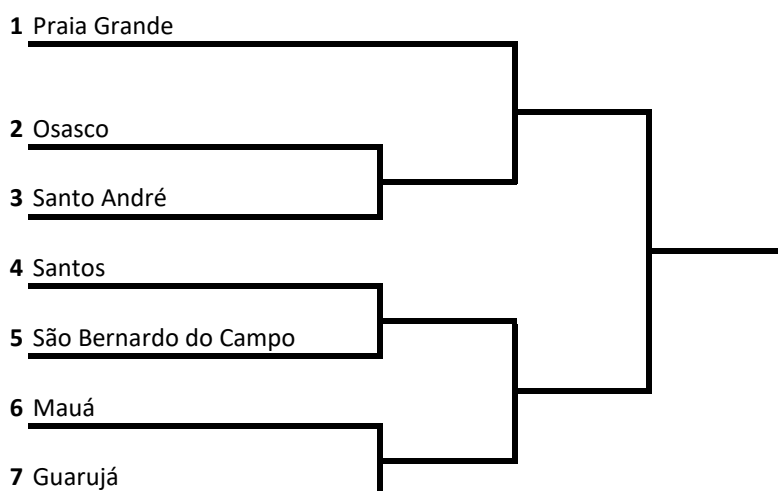 1 Praia Grande
2 Osasco
3 Santo André
4 Santos
5 São Bernardo do Campo
6 Mauá
7 Guarujá